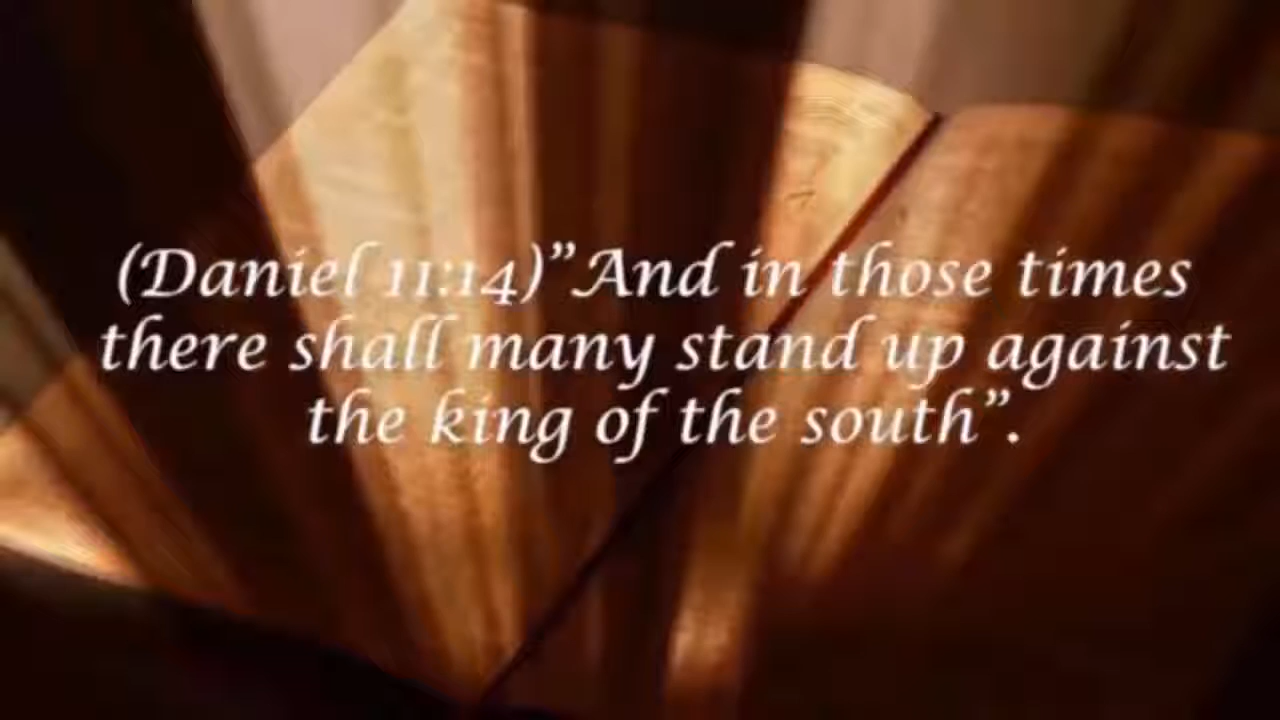 (Daniel 11:14)”And in those times
there shall many stand up against
the king of the south”.